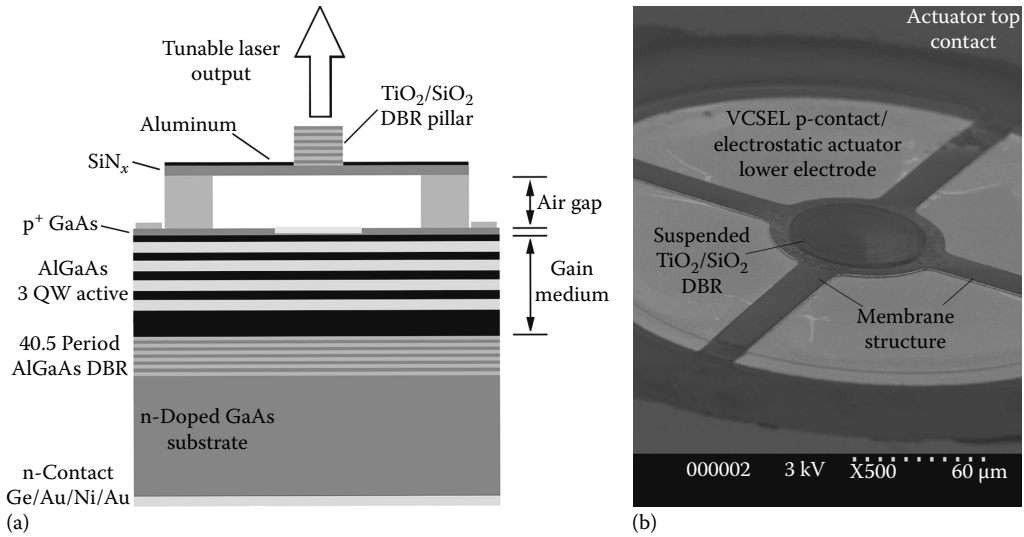 Tunable laser
output
TiO₂/SiO₂
DBR pillar
Aluminum
SiNₓ
Air gap
p⁺ GaAs
AlGaAs
3 QW active
Gain
medium
40.5 Period
AlGaAs DBR
n-Doped GaAs
substrate
n-Contact
Ge/Au/Ni/Au
(a)
Actuator top
contact
VCSEL p-contact/
electrostatic actuator
lower electrode
Suspended
TiO₂/SiO₂
DBR
Membrane
structure
000002 3 kV X500 60 μm
(b)